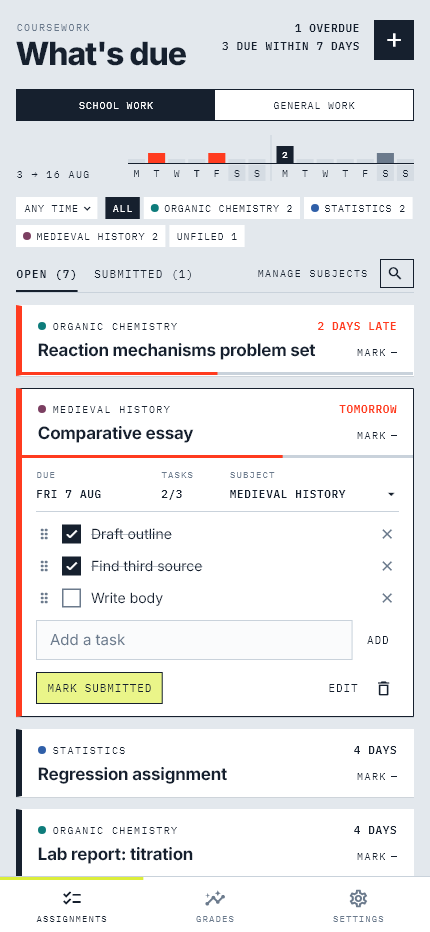 COURSEWORK
What's due
1 OVERDUE
3 DUE WITHIN 7 DAYS
+
SCHOOL WORK
GENERAL WORK
2
3 → 16 AUG
M T W T F S S M T W T F S S
ANY TIME
ALL
ORGANIC CHEMISTRY 2
STATISTICS 2
MEDIEVAL HISTORY 2
UNFILED 1
OPEN (7)
SUBMITTED (1)
MANAGE SUBJECTS
ORGANIC CHEMISTRY
2 DAYS LATE
Reaction mechanisms problem set
MARK —
MEDIEVAL HISTORY
TOMORROW
Comparative essay
MARK —
DUE
TASKS
SUBJECT
FRI 7 AUG
2/3
MEDIEVAL HISTORY
Draft outline
Find third source
Write body
Add a task
ADD
MARK SUBMITTED
EDIT
STATISTICS
4 DAYS
Regression assignment
MARK —
ORGANIC CHEMISTRY
4 DAYS
Lab report: titration
MARK —
ASSIGNMENTS
GRADES
SETTINGS